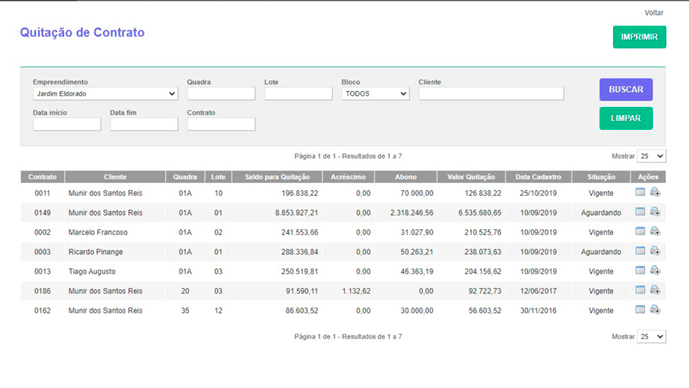 Voltar
Quitação de Contrato
IMPRIMIR
Empreendimento Quadra Lote Bloco Cliente
Jardim Eldorado TODOS
BUSCAR
Data início Data fim Contrato
LIMPAR
Página 1 de 1 - Resultados de 1 a 7 Mostrar 25
Contrato Cliente Quadra Lote Saldo para Quitação Acréscimo Abono Valor Quitação Data Cadastro Situação Ações
0011 Munir dos Santos Reis 01A 10 196.838,22 0,00 70.000,00 126.838,22 25/10/2019 Vigente
0149 Munir dos Santos Reis 01A 01 8.853.927,21 0,00 2.318.246,56 6.535.680,65 10/09/2019 Aguardando
0002 Marcelo Francoso 01A 02 241.553,66 0,00 31.027,90 210.525,76 10/09/2019 Vigente
0003 Ricardo Pinange 01A 01 288.336,84 0,00 50.263,21 238.073,63 10/09/2019 Aguardando
0013 Tiago Augusto 01A 03 250.519,81 0,00 46.363,19 204.156,62 10/09/2019 Vigente
0186 Munir dos Santos Reis 20 03 91.590,11 1.132,62 0,00 92.722,73 12/06/2017 Vigente
0162 Munir dos Santos Reis 35 12 86.603,52 0,00 30.000,00 56.603,52 30/11/2016 Vigente
Página 1 de 1 - Resultados de 1 a 7 Mostrar 25